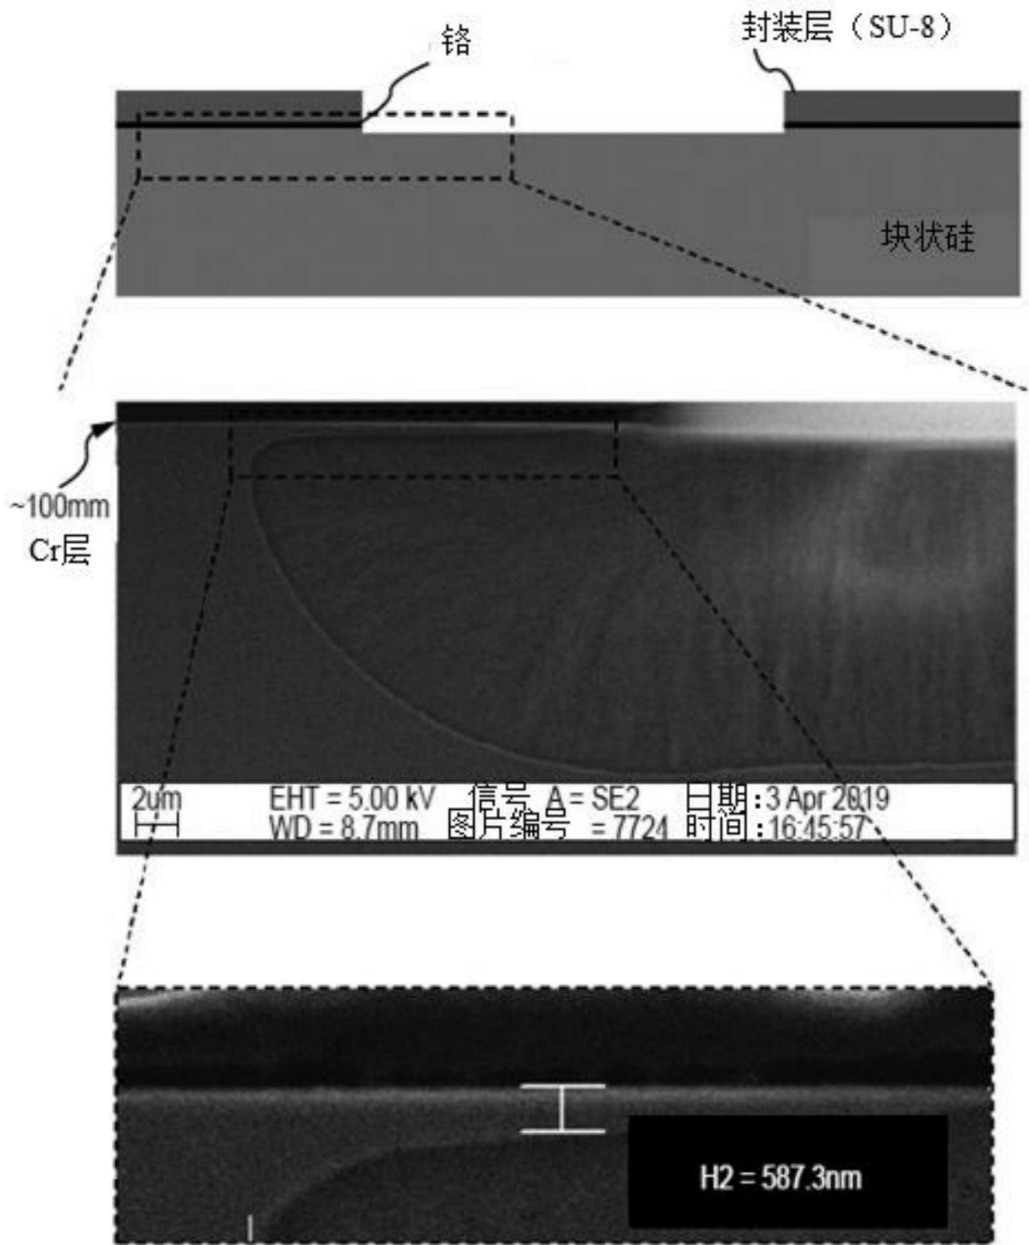 铬
封装层（SU-8）
块状硅
~100mm
Cr层
2um EHT = 5.00 kV 信号 A = SE2 日期:3 Apr 2019
WD = 8.7mm 图片编号 = 7724 时间:16:45:57
H2 = 587.3nm